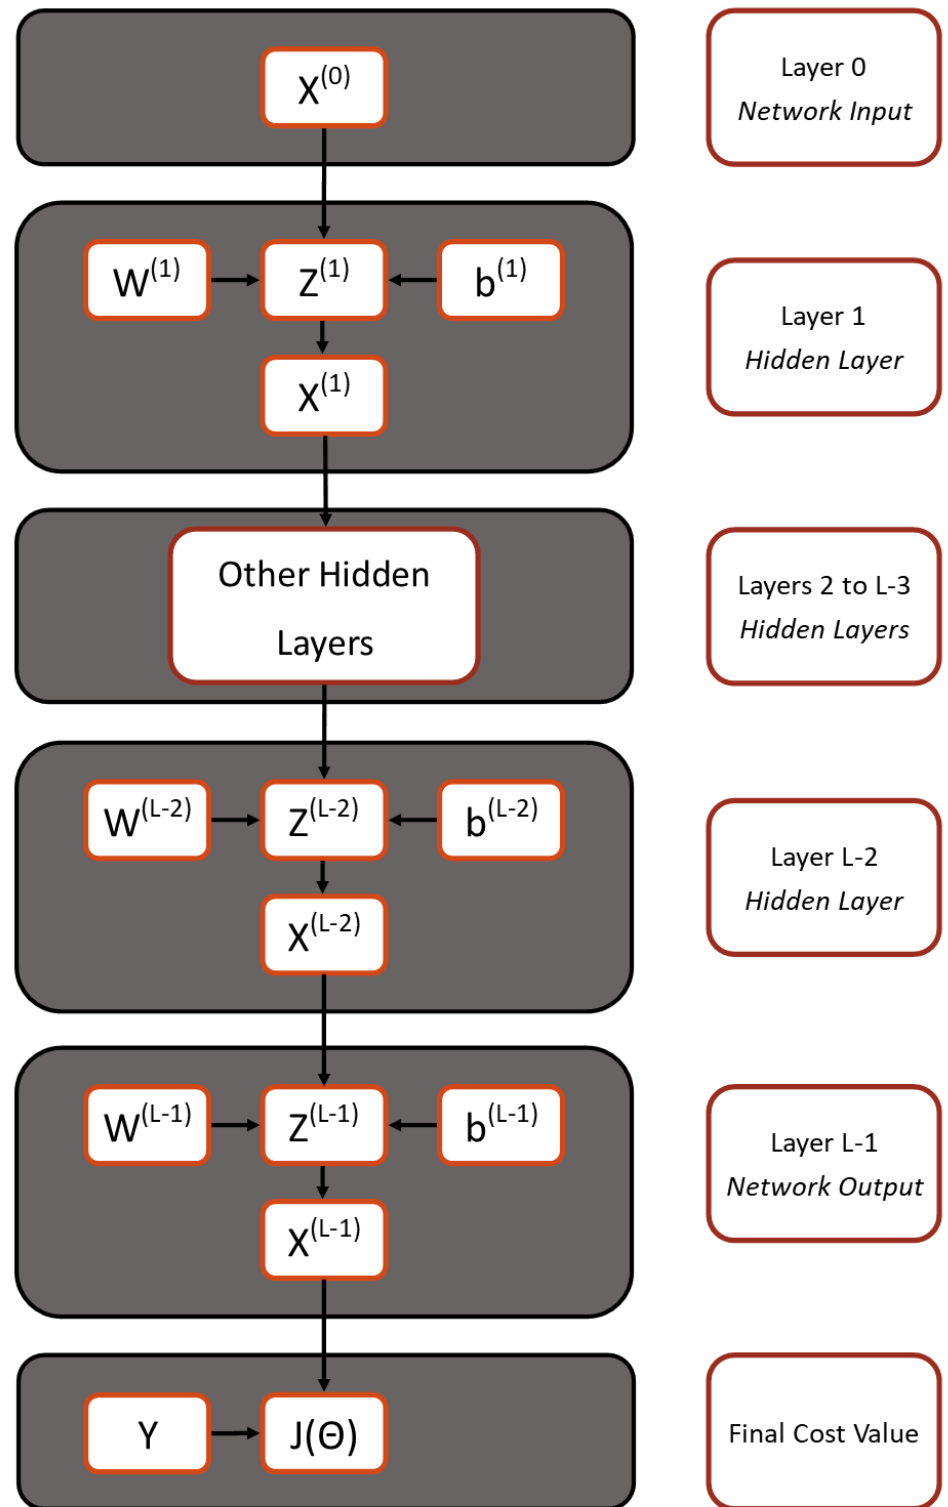 X^(0)
Layer 0
Network Input
W^(1)
Z^(1)
b^(1)
X^(1)
Layer 1
Hidden Layer
Other Hidden
Layers
Layers 2 to L-3
Hidden Layers
W^(L-2)
Z^(L-2)
b^(L-2)
X^(L-2)
Layer L-2
Hidden Layer
W^(L-1)
Z^(L-1)
b^(L-1)
X^(L-1)
Layer L-1
Network Output
Y
J(Θ)
Final Cost Value